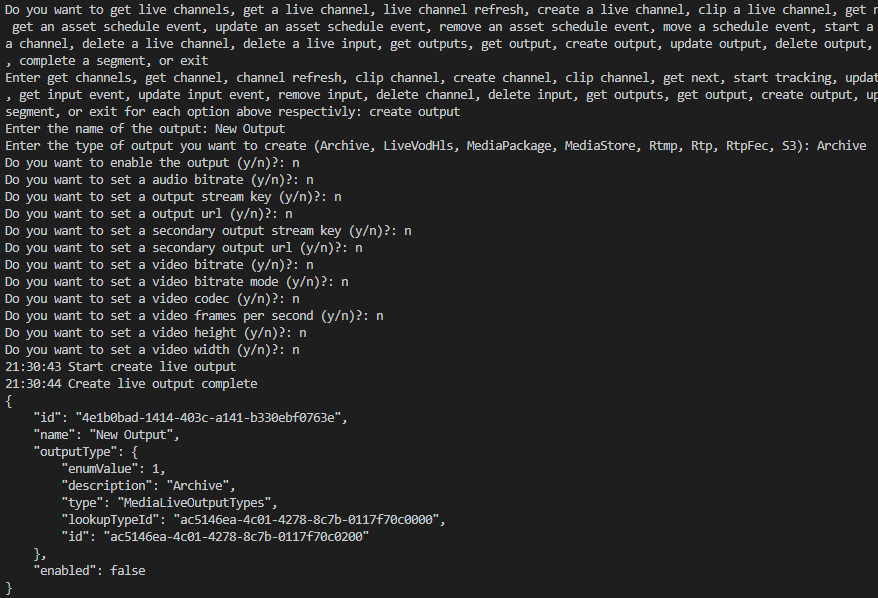 Do you want to get live channels, get a live channel, live channel refresh, create a live channel, clip a live channel, get
get an asset schedule event, update an asset schedule event, remove an asset schedule event, move a schedule event, start a
a channel, delete a live channel, delete a live input, get outputs, get output, create output, update output, delete output,
, complete a segment, or exit
Enter get channels, get channel, channel refresh, clip channel, create channel, clip channel, get next, start tracking, updat
, get input event, update input event, remove input, delete channel, delete input, get outputs, get output, create output, up
segment, or exit for each option above respectivly: create output
Enter the name of the output: New Output
Enter the type of output you want to create (Archive, LiveVodHls, MediaPackage, MediaStore, Rtmp, Rtp, RtpFec, S3): Archive
Do you want to enable the output (y/n)?: n
Do you want to set a audio bitrate (y/n)?: n
Do you want to set a output stream key (y/n)?: n
Do you want to set a output url (y/n)?: n
Do you want to set a secondary output stream key (y/n)?: n
Do you want to set a secondary output url (y/n)?: n
Do you want to set a video bitrate (y/n)?: n
Do you want to set a video bitrate mode (y/n)?: n
Do you want to set a video codec (y/n)?: n
Do you want to set a video frames per second (y/n)?: n
Do you want to set a video height (y/n)?: n
Do you want to set a video width (y/n)?: n
21:30:43 Start create live output
21:30:44 Create live output complete
{
    "id": "4e1b0bad-1414-403c-a141-b330ebf0763e",
    "name": "New Output",
    "outputType": {
        "enumValue": 1,
        "description": "Archive",
        "type": "MediaLiveOutputTypes",
        "lookupTypeId": "ac5146ea-4c01-4278-8c7b-0117f70c0000",
        "id": "ac5146ea-4c01-4278-8c7b-0117f70c0200"
    },
    "enabled": false
}